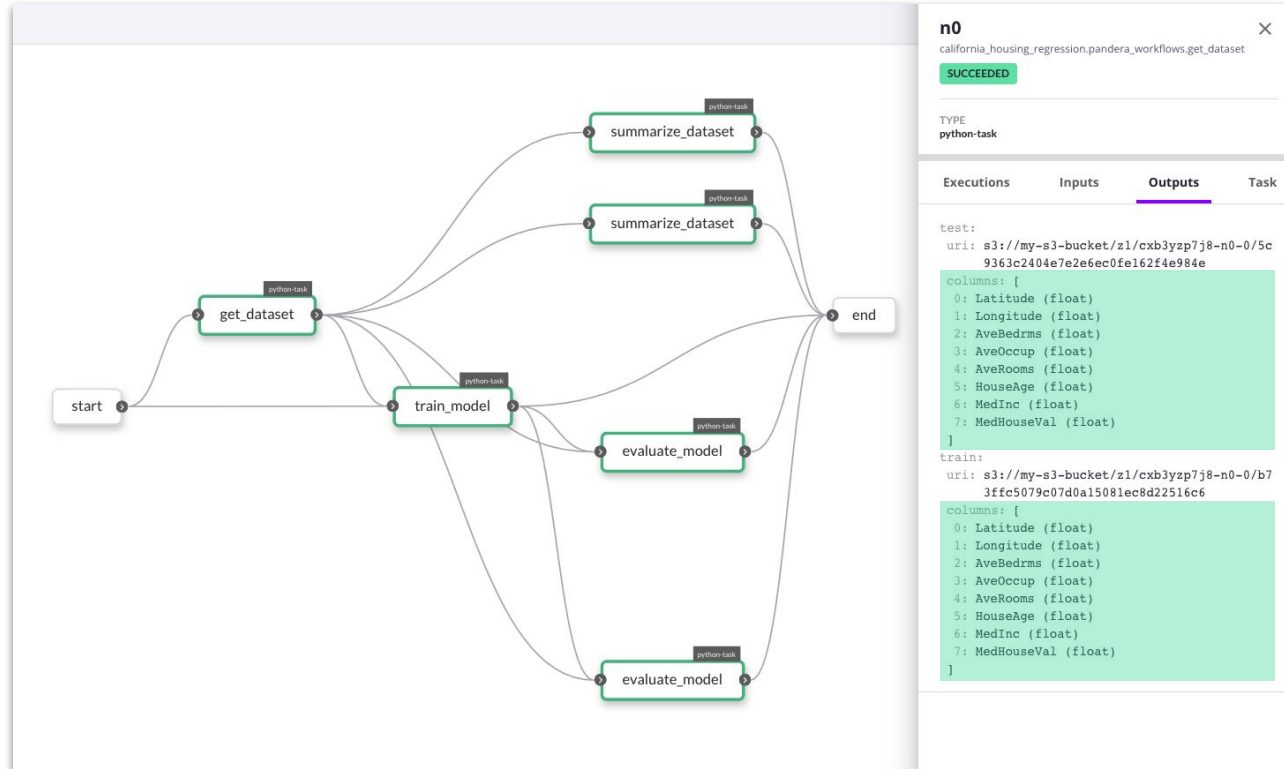 python-task
summarize_dataset
python-task
summarize_dataset
python-task
get_dataset
end
python-task
start
train_model
python-task
evaluate_model
python-task
evaluate_model
n0
california_housing_regression.pandera_workflows.get_dataset
SUCCEEDED
TYPE
python-task
Executions Inputs Outputs Task
test:
uri: s3://my-s3-bucket/z1/cxb3yzp7j8-n0-0/5c
9363c2404e7e2e6ec0fe162f4e984e
columns: [
0: Latitude (float)
1: Longitude (float)
2: AveBedrms (float)
3: AveOccup (float)
4: AveRooms (float)
5: HouseAge (float)
6: MedInc (float)
7: MedHouseVal (float)
]
train:
uri: s3://my-s3-bucket/z1/cxb3yzp7j8-n0-0/b7
3ffc5079c07d0a15081ec8d22516c6
columns: [
0: Latitude (float)
1: Longitude (float)
2: AveBedrms (float)
3: AveOccup (float)
4: AveRooms (float)
5: HouseAge (float)
6: MedInc (float)
7: MedHouseVal (float)
]